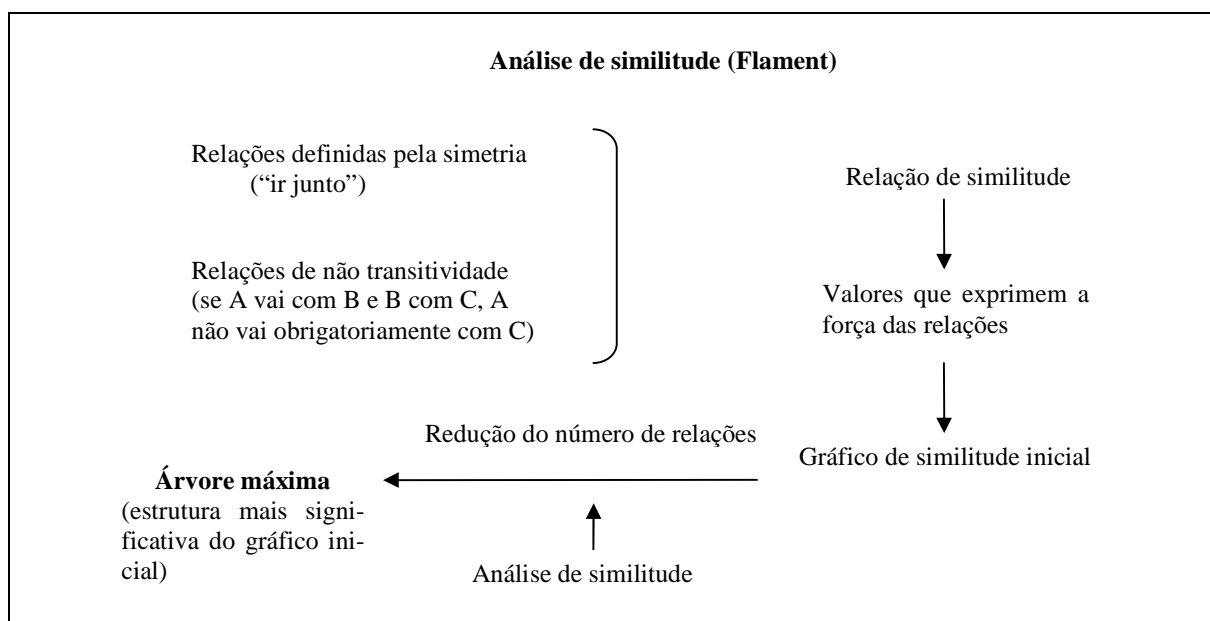 Análise de similitude (Flament)
Relações definidas pela simetria
(“ir junto”)
Relações de não transitividade
(se A vai com B e B com C, A
não vai obrigatoriamente com C)
Relação de similitude
Valores que exprimem a
força das relações
Gráfico de similitude inicial
Redução do número de relações
Análise de similitude
Árvore máxima
(estrutura mais signi-
ficativa do gráfico ini-
cial)